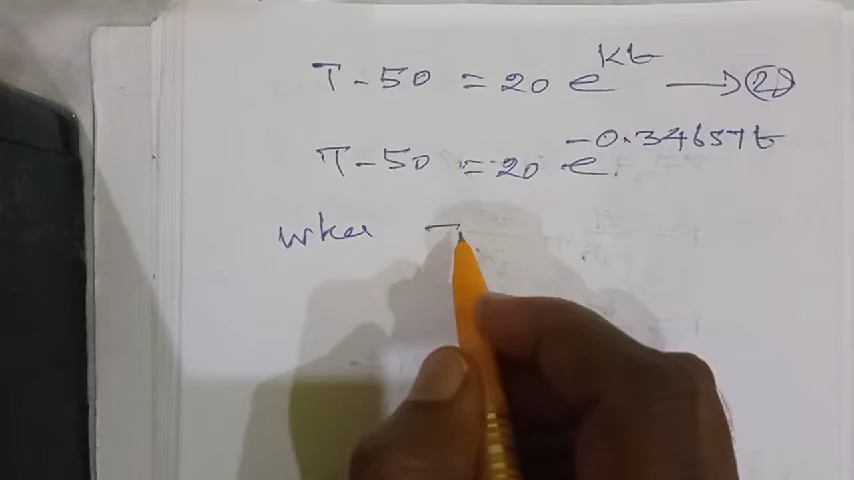 T - 50 = 20 e^{kt} → (2)
T - 50 = 20 e^{-0.34657t}
when T